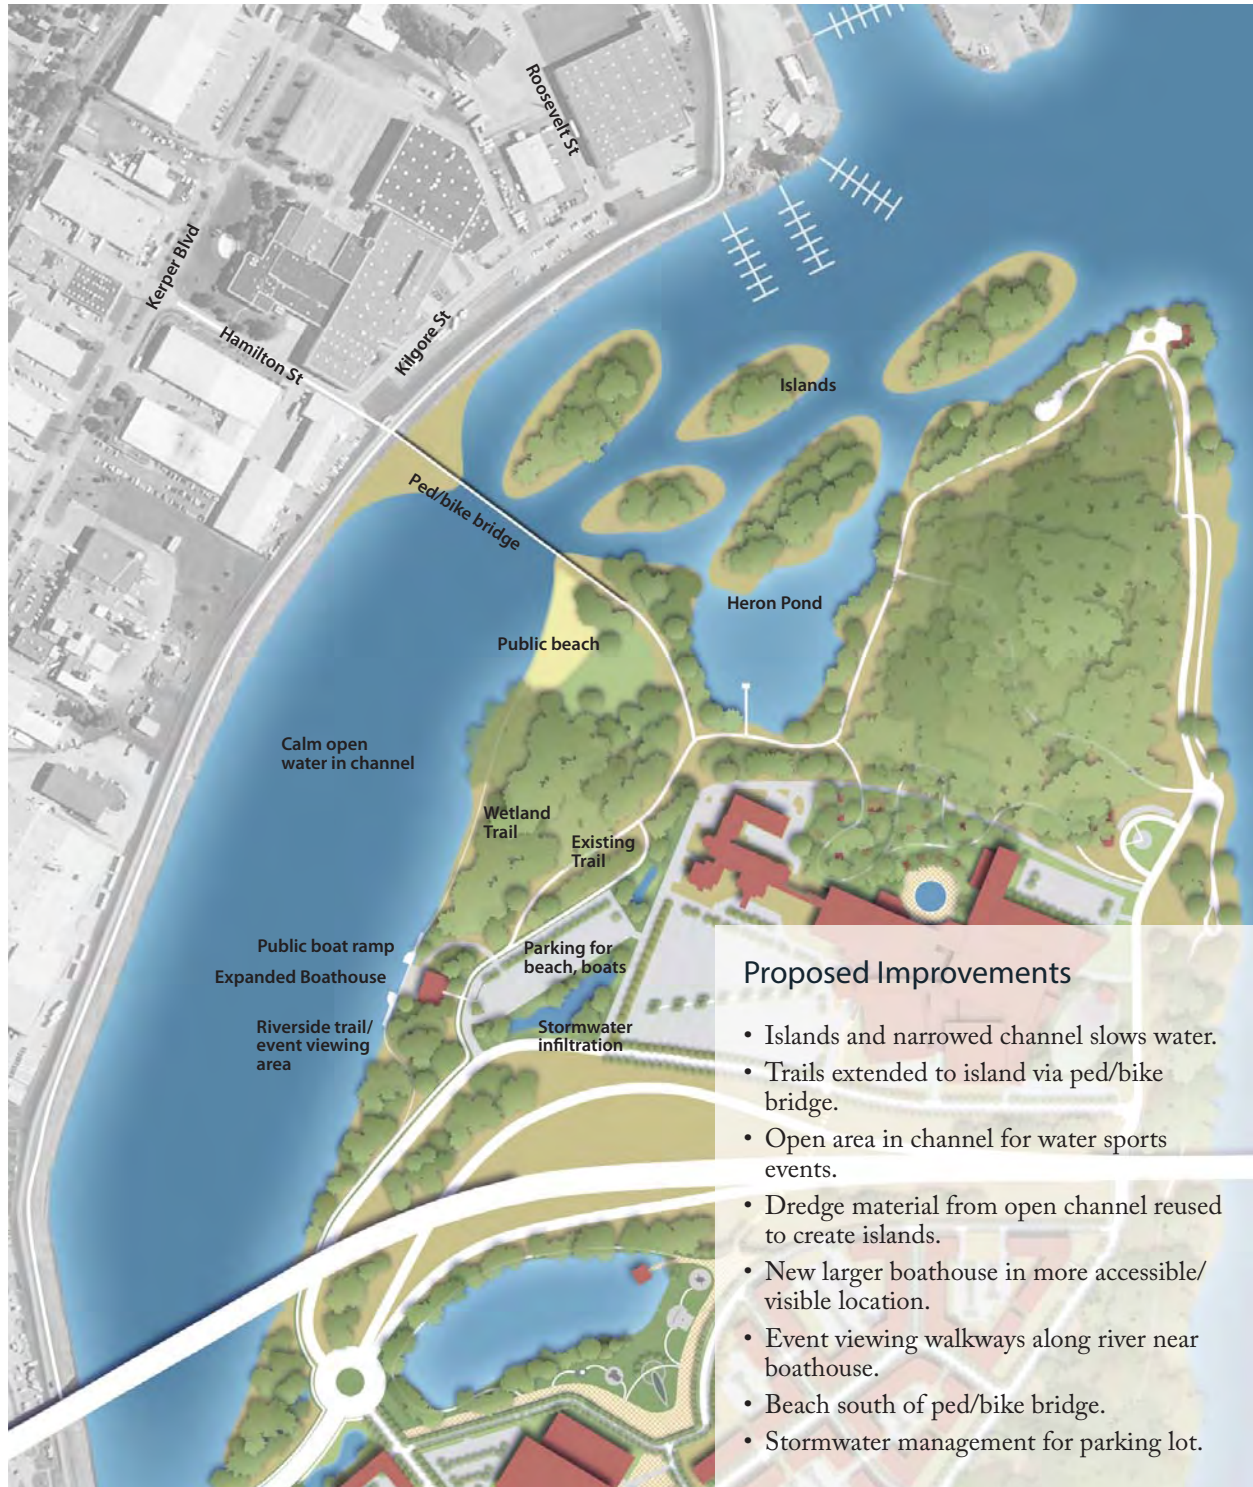 Roosevelt St
Kerper Blvd
Hamilton St
Kilgore St
Islands
Ped/bike bridge
Heron Pond
Public beach
Calm open
water in channel
Wetland
Trail
Existing
Trail
Public boat ramp
Expanded Boathouse
Parking for
beach, boats
Riverside trail/
event viewing
area
Stormwater
infiltration
Proposed Improvements
• Islands and narrowed channel slows water.
• Trails extended to island via ped/bike
bridge.
• Open area in channel for water sports
events.
• Dredge material from open channel reused
to create islands.
• New larger boathouse in more accessible/
visible location.
• Event viewing walkways along river near
boathouse.
• Beach south of ped/bike bridge.
• Stormwater management for parking lot.